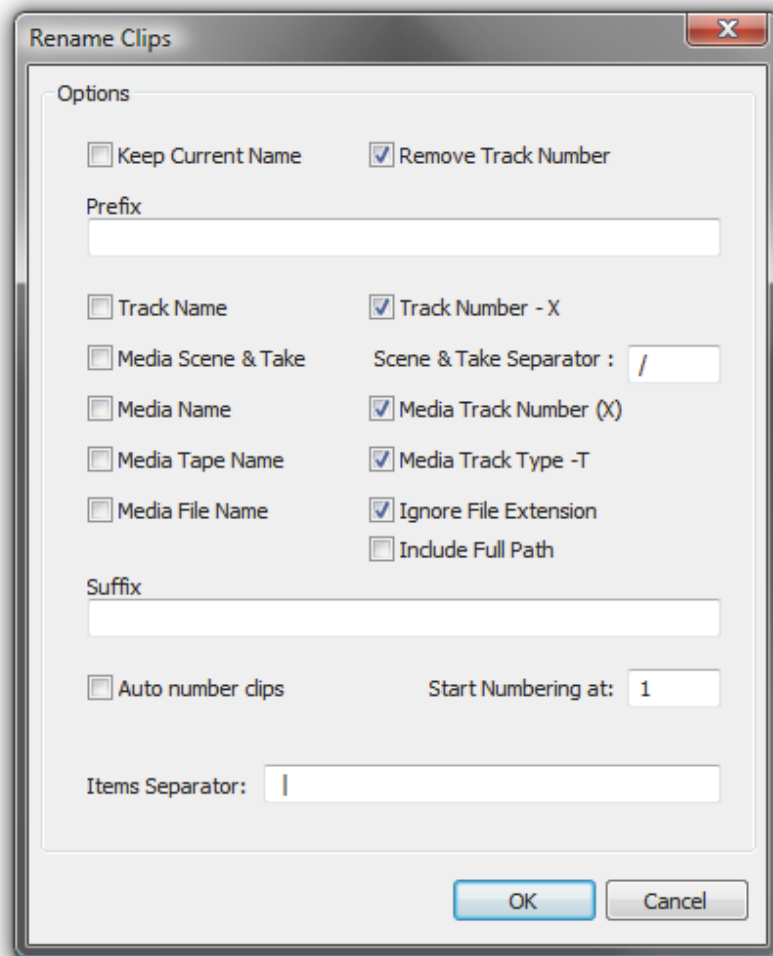 Rename Clips
Options
Keep Current Name Remove Track Number
Prefix
Track Name Track Number - X
Media Scene & Take Scene & Take Separator : /
Media Name Media Track Number (X)
Media Tape Name Media Track Type -T
Media File Name Ignore File Extension
Include Full Path
Suffix
Auto number clips Start Numbering at: 1
Items Separator: |
OK Cancel